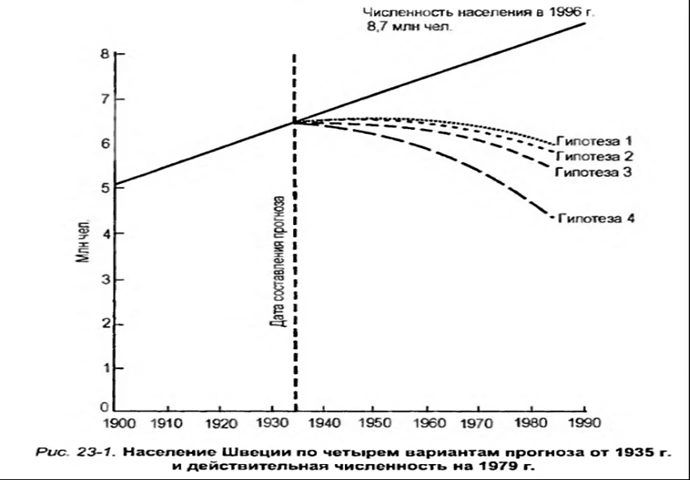 Численность населения в 1996 г.
8,7 млн чел.
8
7
6
5
4
3
2
1
0
Млн чел.
Дата составления прогноза
Гипотеза 1
Гипотеза 2
Гипотеза 3
Гипотеза 4
1900 1910 1920 1930 1940 1950 1960 1970 1980 1990
Рис. 23-1. Население Швеции по четырем вариантам прогноза от 1935 г.
и действительная численность на 1979 г.